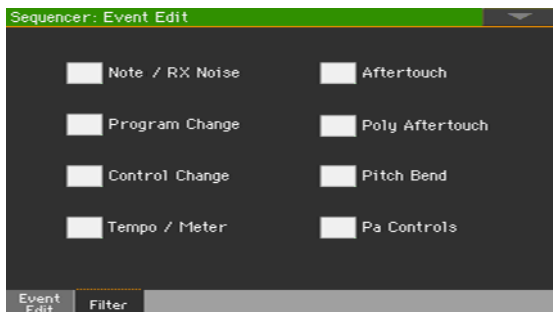 Sequencer: Event Edit
Note / RX Noise
Aftertouch
Program Change
Poly Aftertouch
Control Change
Pitch Bend
Tempo / Meter
Pa Controls
Event
Edit
Filter